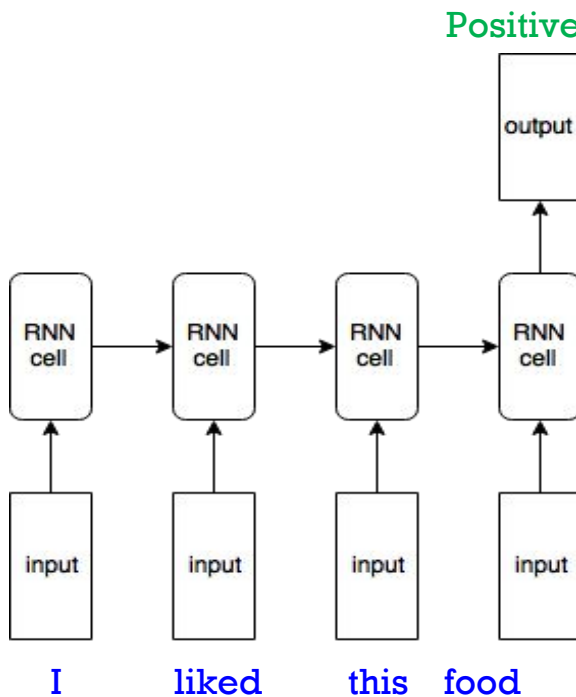 Positive
output
RNN cell RNN cell RNN cell RNN cell
input input input input
I liked this food